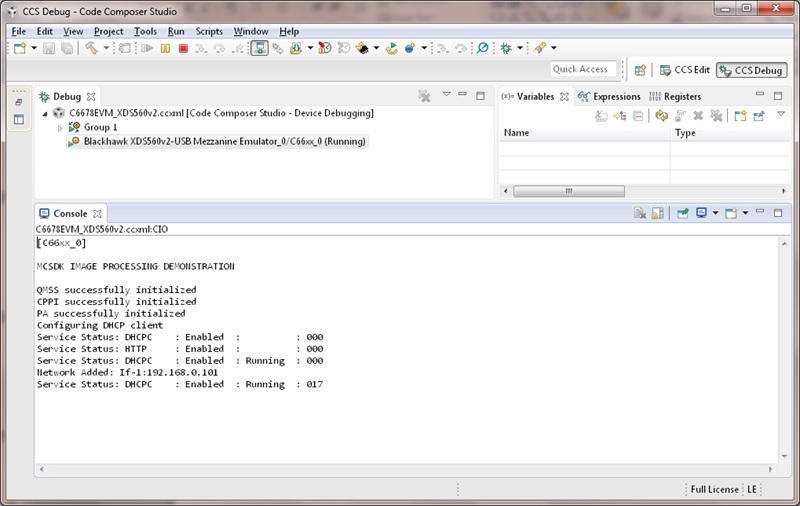 CCS Debug - Code Composer Studio
File Edit View Project Tools Run Scripts Window Help
Quick Access
CCS Edit
CCS Debug
Debug
C6678EVM_XDS560v2.ccxml [Code Composer Studio - Device Debugging]
Group 1
Blackhawk XDS560v2-USB Mezzanine Emulator_0/C66xx_0 (Running)
(x)= Variables
Expressions
Registers
Name
Type
Console
C6678EVM_XDS560v2.ccxml:CIO
[C66xx_0]
MCSDK IMAGE PROCESSING DEMONSTRATION
QMSS successfully initialized
CPPI successfully initialized
PA successfully initialized
Configuring DHCP client
Service Status: DHCPC    : Enabled  :          : 000
Service Status: HTTP     : Enabled  :          : 000
Service Status: DHCPC    : Enabled  : Running  : 000
Network Added: If-1:192.168.0.101
Service Status: DHCPC    : Enabled  : Running  : 017
Full License
LE